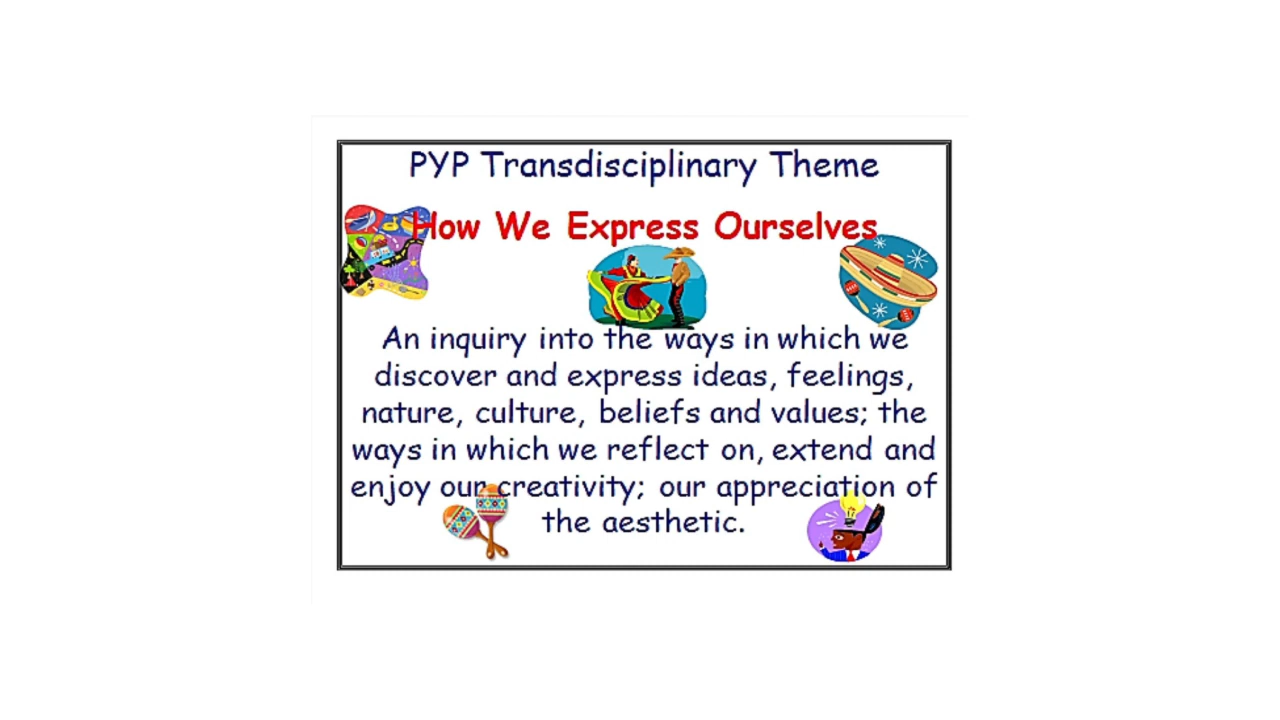 PYP Transdisciplinary Theme
How We Express Ourselves
An inquiry into the ways in which we
discover and express ideas, feelings,
nature, culture, beliefs and values; the
ways in which we reflect on, extend and
enjoy our creativity; our appreciation of
the aesthetic.